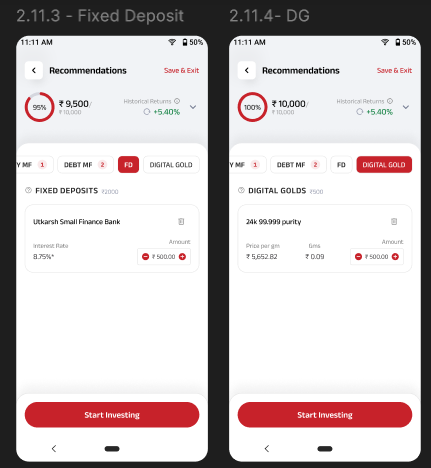 2.11.3 - Fixed Deposit
11:11 AM
50%
Recommendations
Save & Exit
95%
₹ 9,500/
₹ 10,000
Historical Returns
+5.40%
Y MF 1
DEBT MF 2
FD
DIGITAL GOLD
FIXED DEPOSITS ₹2000
Utkarsh Small Finance Bank
Interest Rate
Amount
8.75%*
₹ 500.00
Start Investing
2.11.4- DG
11:11 AM
50%
Recommendations
Save & Exit
100%
₹ 10,000/
₹ 10,000
Historical Returns
+5.40%
Y MF 1
DEBT MF 2
FD
DIGITAL GOLD
DIGITAL GOLDS ₹500
24k 99.999 purity
Price per gm
Gms
Amount
₹ 5,652.82
₹ 0.09
₹ 500.00
Start Investing